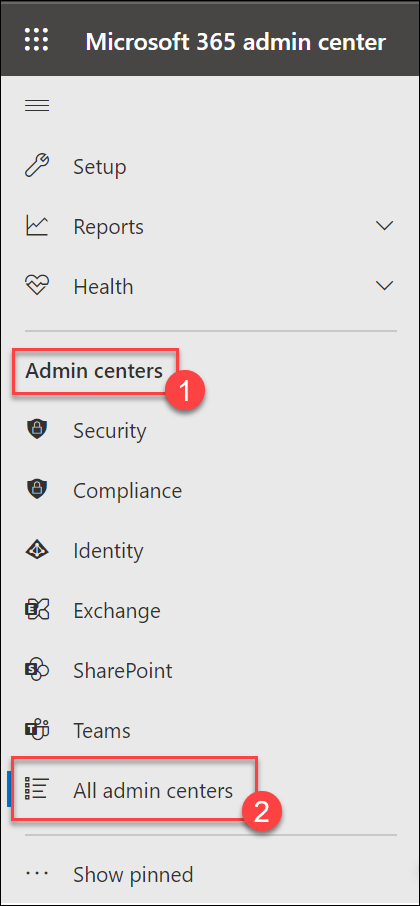 Microsoft 365 admin center
Setup
Reports
Health
Admin centers
1
Security
Compliance
Identity
E Exchange
S SharePoint
T Teams
All admin centers
2
Show pinned